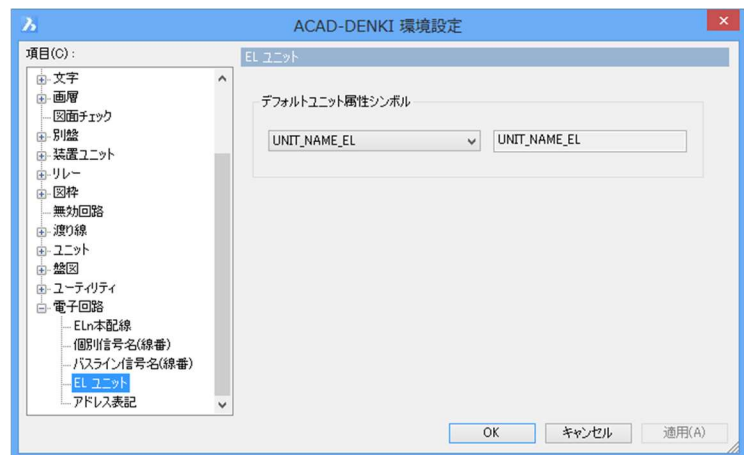 ACAD-DENKI 環境設定
項目(C):
文字
画層
図面チェック
別盤
装置ユニット
リレー
図枠
無効回路
渡り線
ユニット
盤図
ユーティリティ
電子回路
ELn本配線
個別信号名(線番)
バスライン信号名(線番)
EL ユニット
アドレス表記
EL ユニット
デフォルトユニット属性シンボル
UNIT_NAME_EL
UNIT_NAME_EL
OK
キャンセル
適用(A)